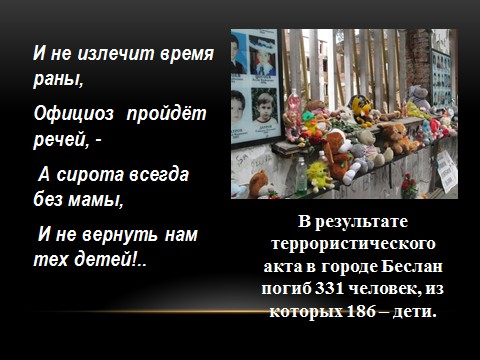 И не излечит время
раны,
Официоз пройдёт
речей, -
А сирота всегда
без мамы,
И не вернуть нам
тех детей!..
В результате
террористического
акта в городе Беслан
погиб 331 человек, из
которых 186 – дети.